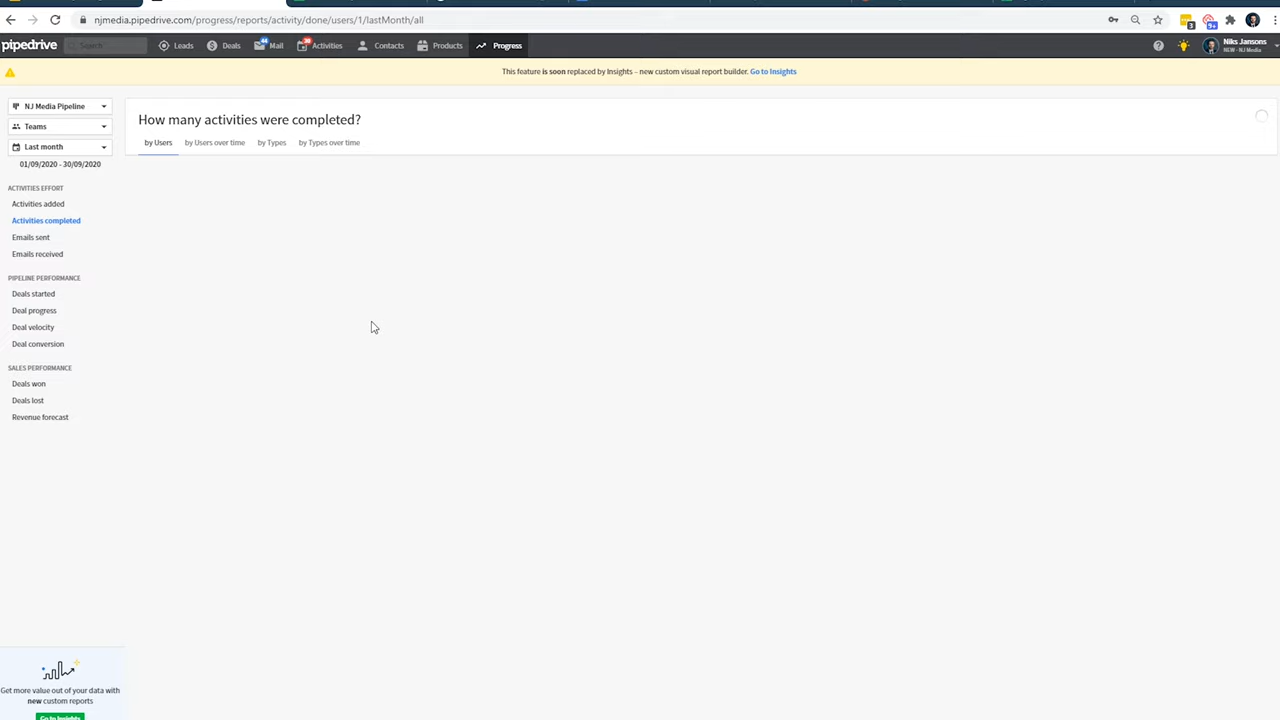 njmedia.pipedrive.com/progress/reports/activity/done/users/1/lastMonth/all
3
9+
pipedrive
Search
Leads
Deals
Mail
Activities
Contacts
Products
Progress
Niks Jansons
NEW - NJ Media
This feature is soon replaced by Insights – new custom visual report builder. Go to Insights
NJ Media Pipeline
Teams
Last month
01/09/2020 - 30/09/2020
How many activities were completed?
by Users
by Users over time
by Types
by Types over time
ACTIVITIES EFFORT
Activities added
Activities completed
Emails sent
Emails received
PIPELINE PERFORMANCE
Deals started
Deal progress
Deal velocity
Deal conversion
SALES PERFORMANCE
Deals won
Deals lost
Revenue forecast
Get more value out of your data with
new custom reports
Go to Insights